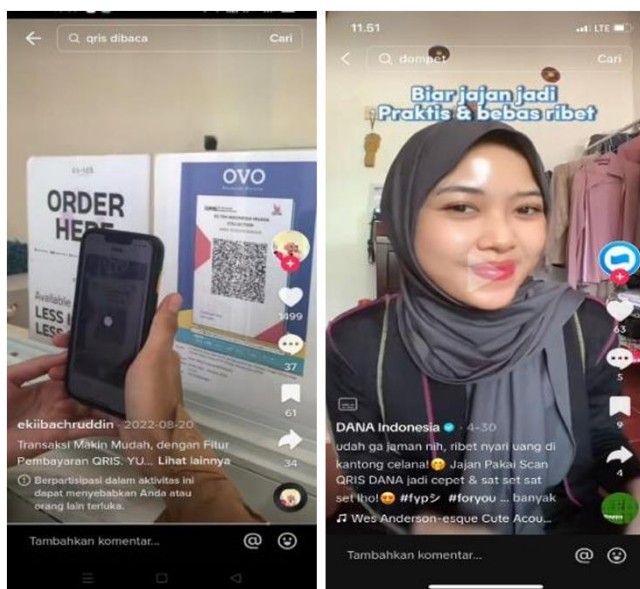 qris dibaca
Cari
ORDER
HERE
Available
LESS
LESS
OVO
QRIS
1499
37
61
34
ekiibachruddin · 2022-08-20
Transaksi Makin Mudah, dengan Fitur
Pembayaran QRIS. YU... Lihat lainnya
Berpartisipasi dalam aktivitas ini
dapat menyebabkan Anda atau
orang lain terluka.
Tambahkan komentar...
11.51
LTE
dompet
Cari
Biar jajan jadi
Praktis & bebas ribet
63
5
9
4
DANA Indonesia · 4-30
udah ga jaman nih, ribet nyari uang di
kantong celana!🤭 Jajan Pakai Scan
QRIS DANA jadi cepet & sat set sat
set lho!😍 #fypシ #foryou ... banyak
♫ Wes Anderson-esque Cute Acou...
Tambahkan komentar...